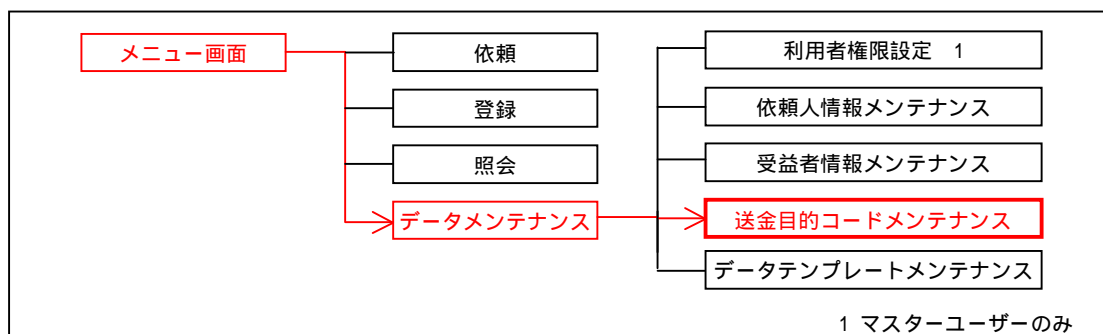 メニュー画面
依頼
登録
照会
データメンテナンス
利用者権限設定 1
依頼人情報メンテナンス
受益者情報メンテナンス
送金目的コードメンテナンス
データテンプレートメンテナンス
1 マスターユーザーのみ